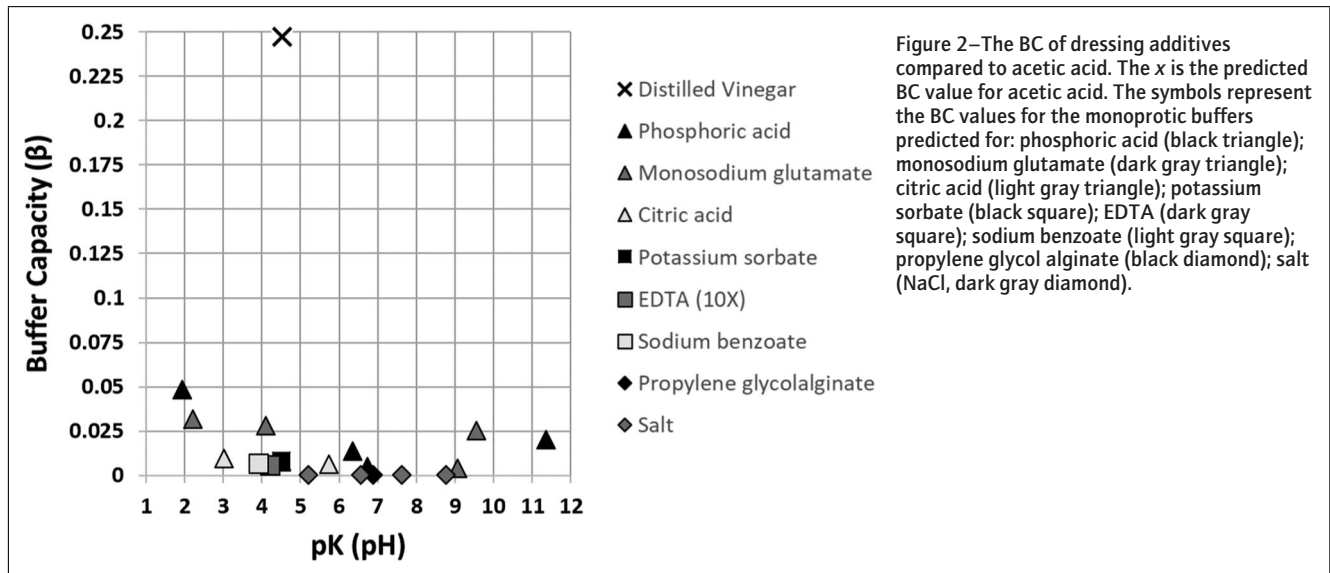 0.25
0.225
0.2
0.175
0.15
0.125
0.1
0.075
0.05
0.025
0
Buffer Capacity (β)
1 2 3 4 5 6 7 8 9 10 11 12
pK (pH)
Distilled Vinegar
Phosphoric acid
Monosodium glutamate
Citric acid
Potassium sorbate
EDTA (10X)
Sodium benzoate
Propylene glycolalginate
Salt
Figure 2–The BC of dressing additives
compared to acetic acid. The x is the predicted
BC value for acetic acid. The symbols represent
the BC values for the monoprotic buffers
predicted for: phosphoric acid (black triangle);
monosodium glutamate (dark gray triangle);
citric acid (light gray triangle); potassium
sorbate (black square); EDTA (dark gray
square); sodium benzoate (light gray square);
propylene glycol alginate (black diamond); salt
(NaCl, dark gray diamond).